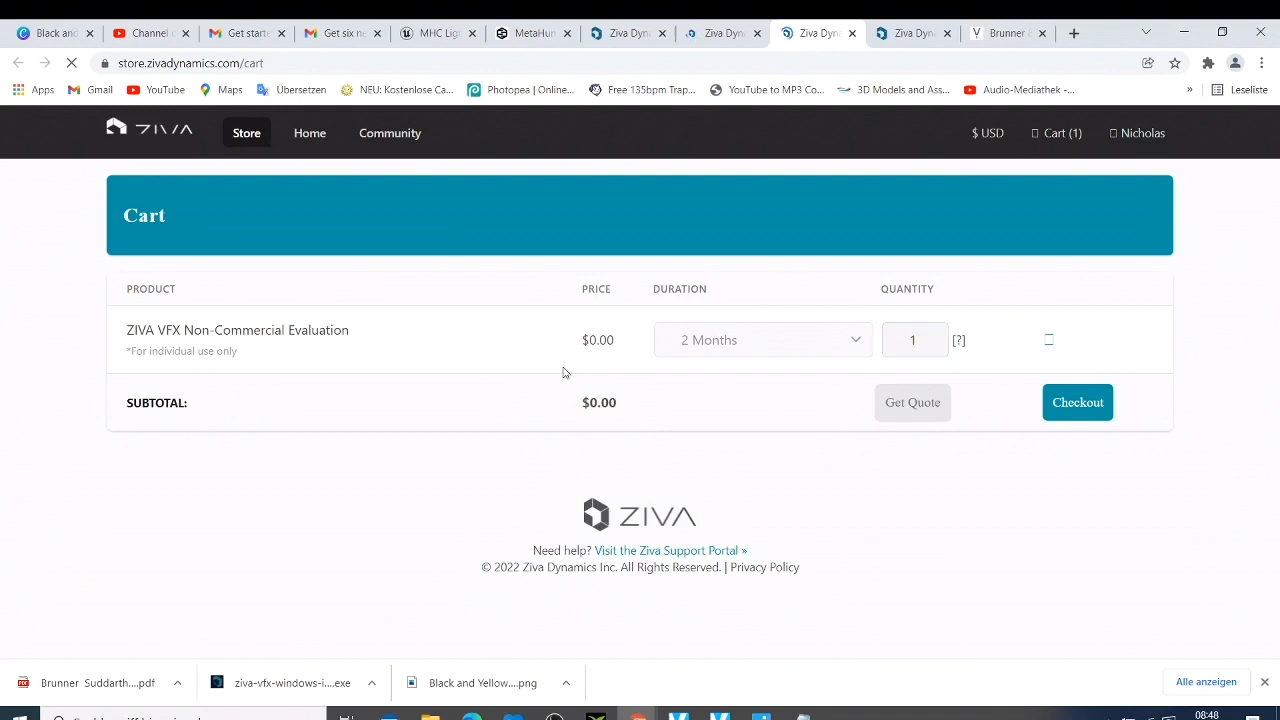 Black and
Channel
Get starte
Get six ne
MHC Lig
MetaHum
Ziva Dyn
Ziva Dyn
Ziva Dyn
Ziva Dyn
Brunner
store.zivadynamics.com/cart
Apps
Gmail
YouTube
Maps
Übersetzen
NEU: Kostenlose Ca...
Photopea | Online...
Free 135bpm Trap...
YouTube to MP3 Co...
3D Models and Ass...
Audio-Mediathek -...
»
Leseliste
ZIVA
Store
Home
Community
$ USD
Cart (1)
Nicholas
Cart
PRODUCT
PRICE
DURATION
QUANTITY
ZIVA VFX Non-Commercial Evaluation
*For individual use only
$0.00
2 Months
1
[?]
SUBTOTAL:
$0.00
Get Quote
Checkout
ZIVA
Need help? Visit the Ziva Support Portal »
© 2022 Ziva Dynamics Inc. All Rights Reserved. | Privacy Policy
Brunner Suddarth....pdf
ziva-vfx-windows-i....exe
Black and Yellow....png
Alle anzeigen
08:48